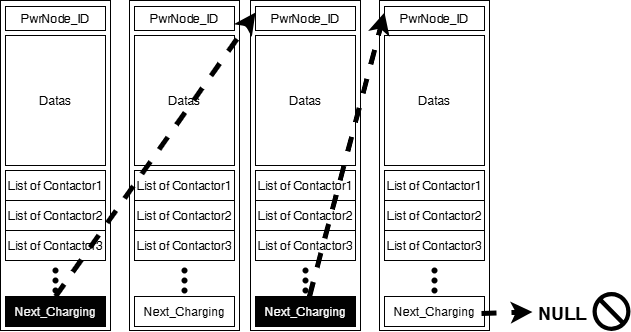 PwrNode_ID
Datas
List of Contactor1
List of Contactor2
List of Contactor3
Next_Charging
PwrNode_ID
Datas
List of Contactor1
List of Contactor2
List of Contactor3
Next_Charging
PwrNode_ID
Datas
List of Contactor1
List of Contactor2
List of Contactor3
Next_Charging
PwrNode_ID
Datas
List of Contactor1
List of Contactor2
List of Contactor3
Next_Charging
NULL